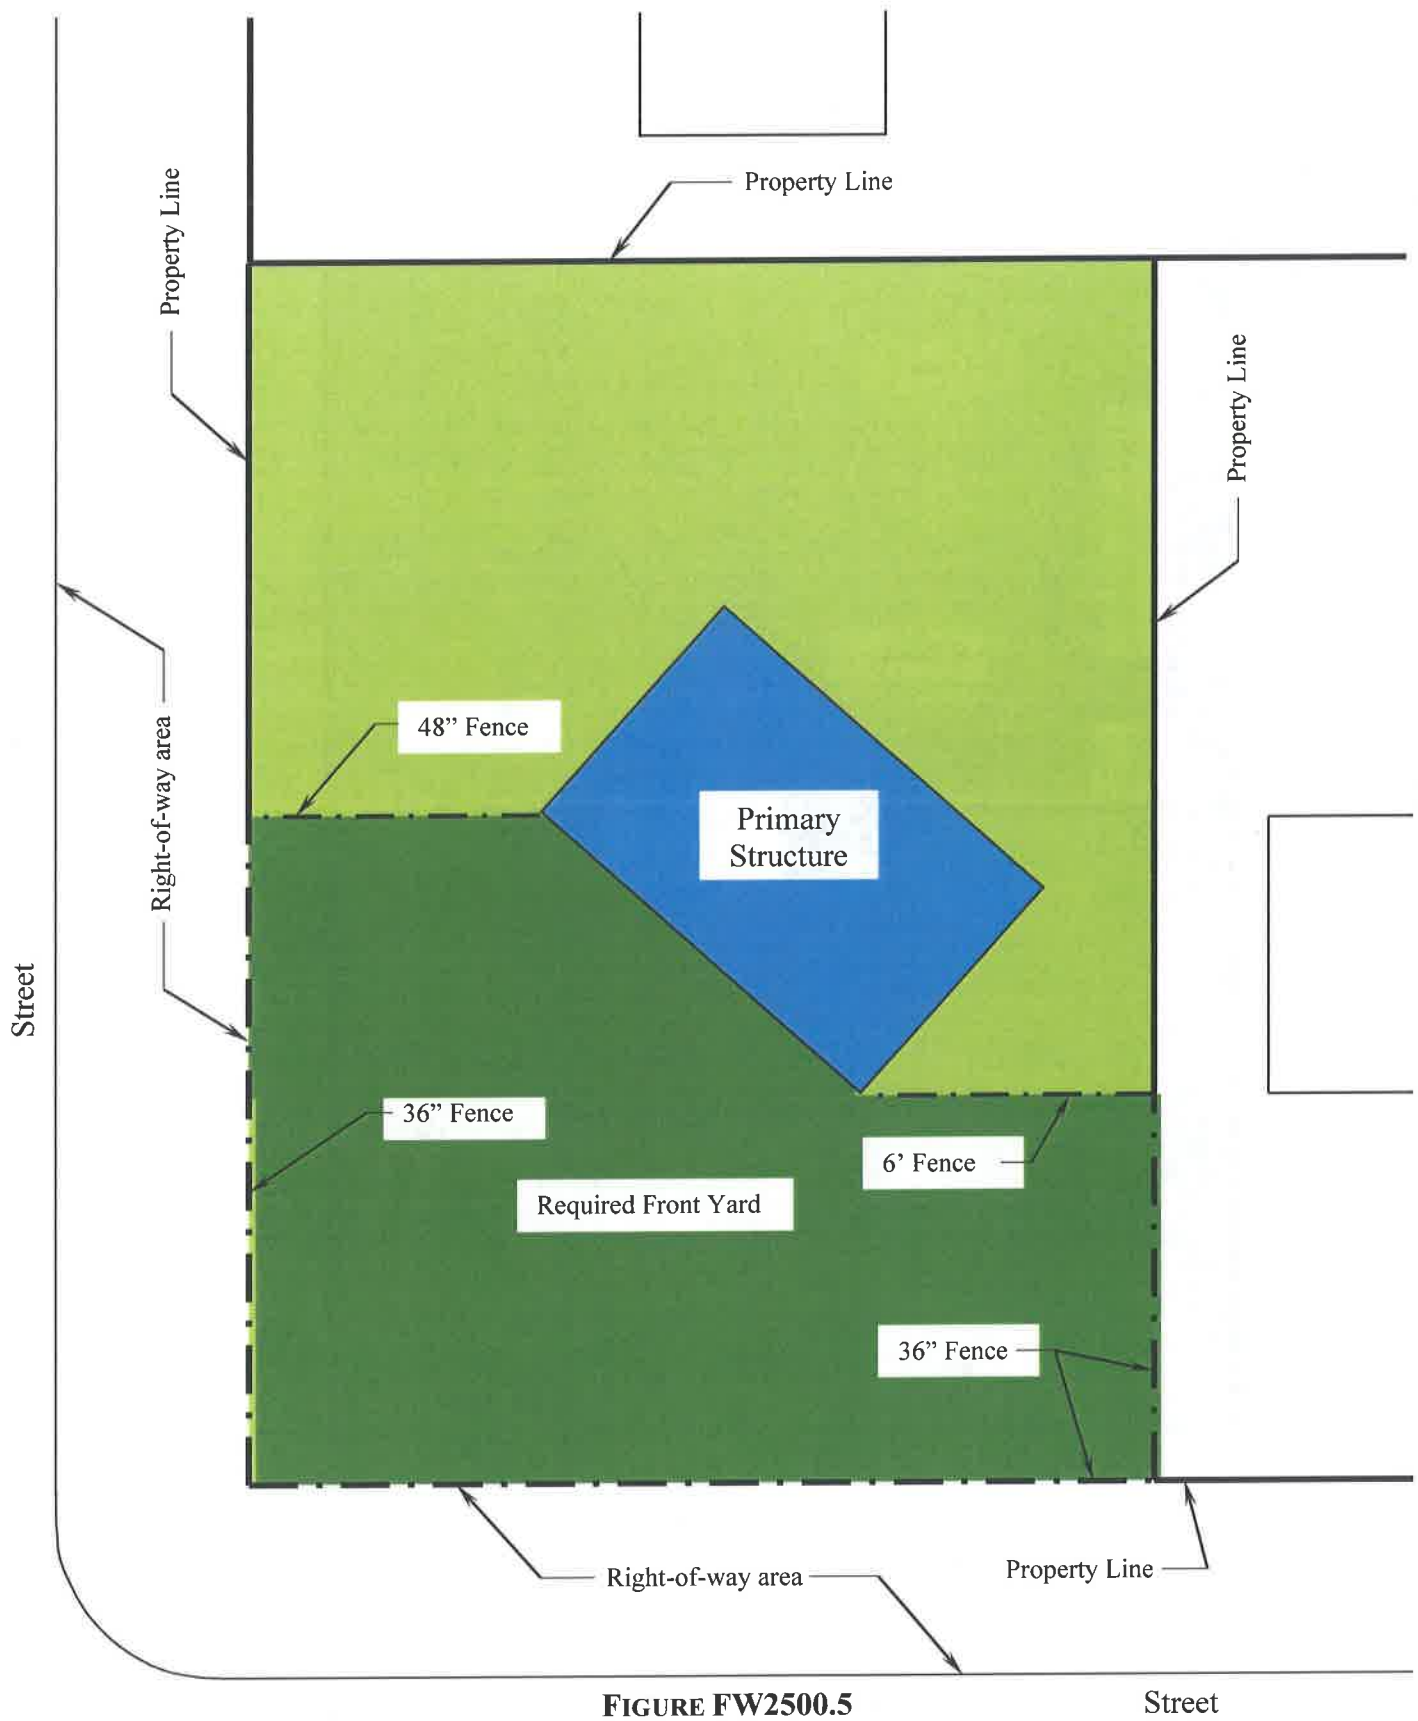 Property Line
Property Line
Property Line
48” Fence
Right-of-way area
Primary
Structure
Street
36” Fence
6’ Fence
Required Front Yard
36” Fence
Right-of-way area
Property Line
FIGURE FW2500.5
Street